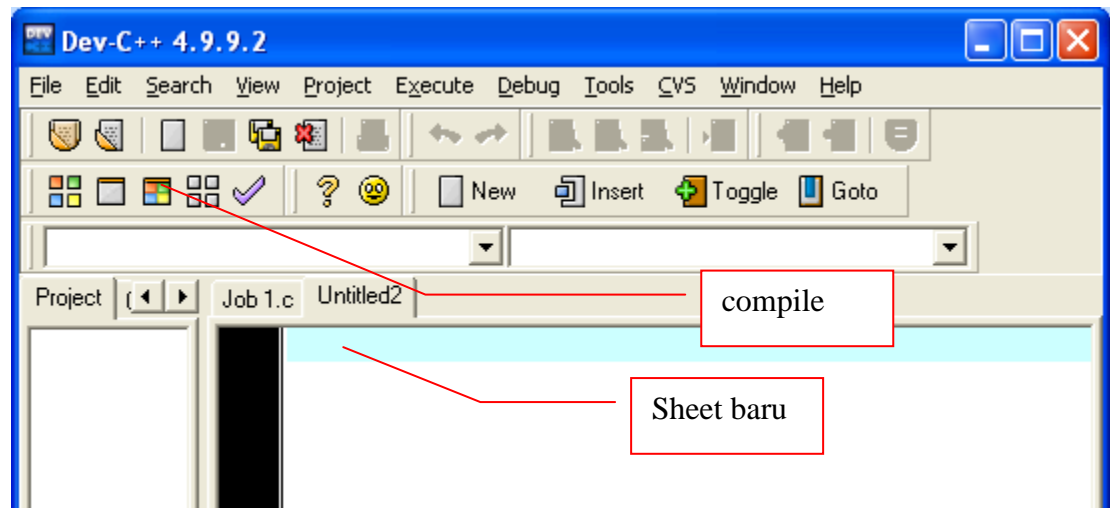 Dev-C++ 4.9.9.2
File Edit Search View Project Execute Debug Tools CVS Window Help
New Insert Toggle Goto
Project Job 1.c Untitled2
compile
Sheet baru